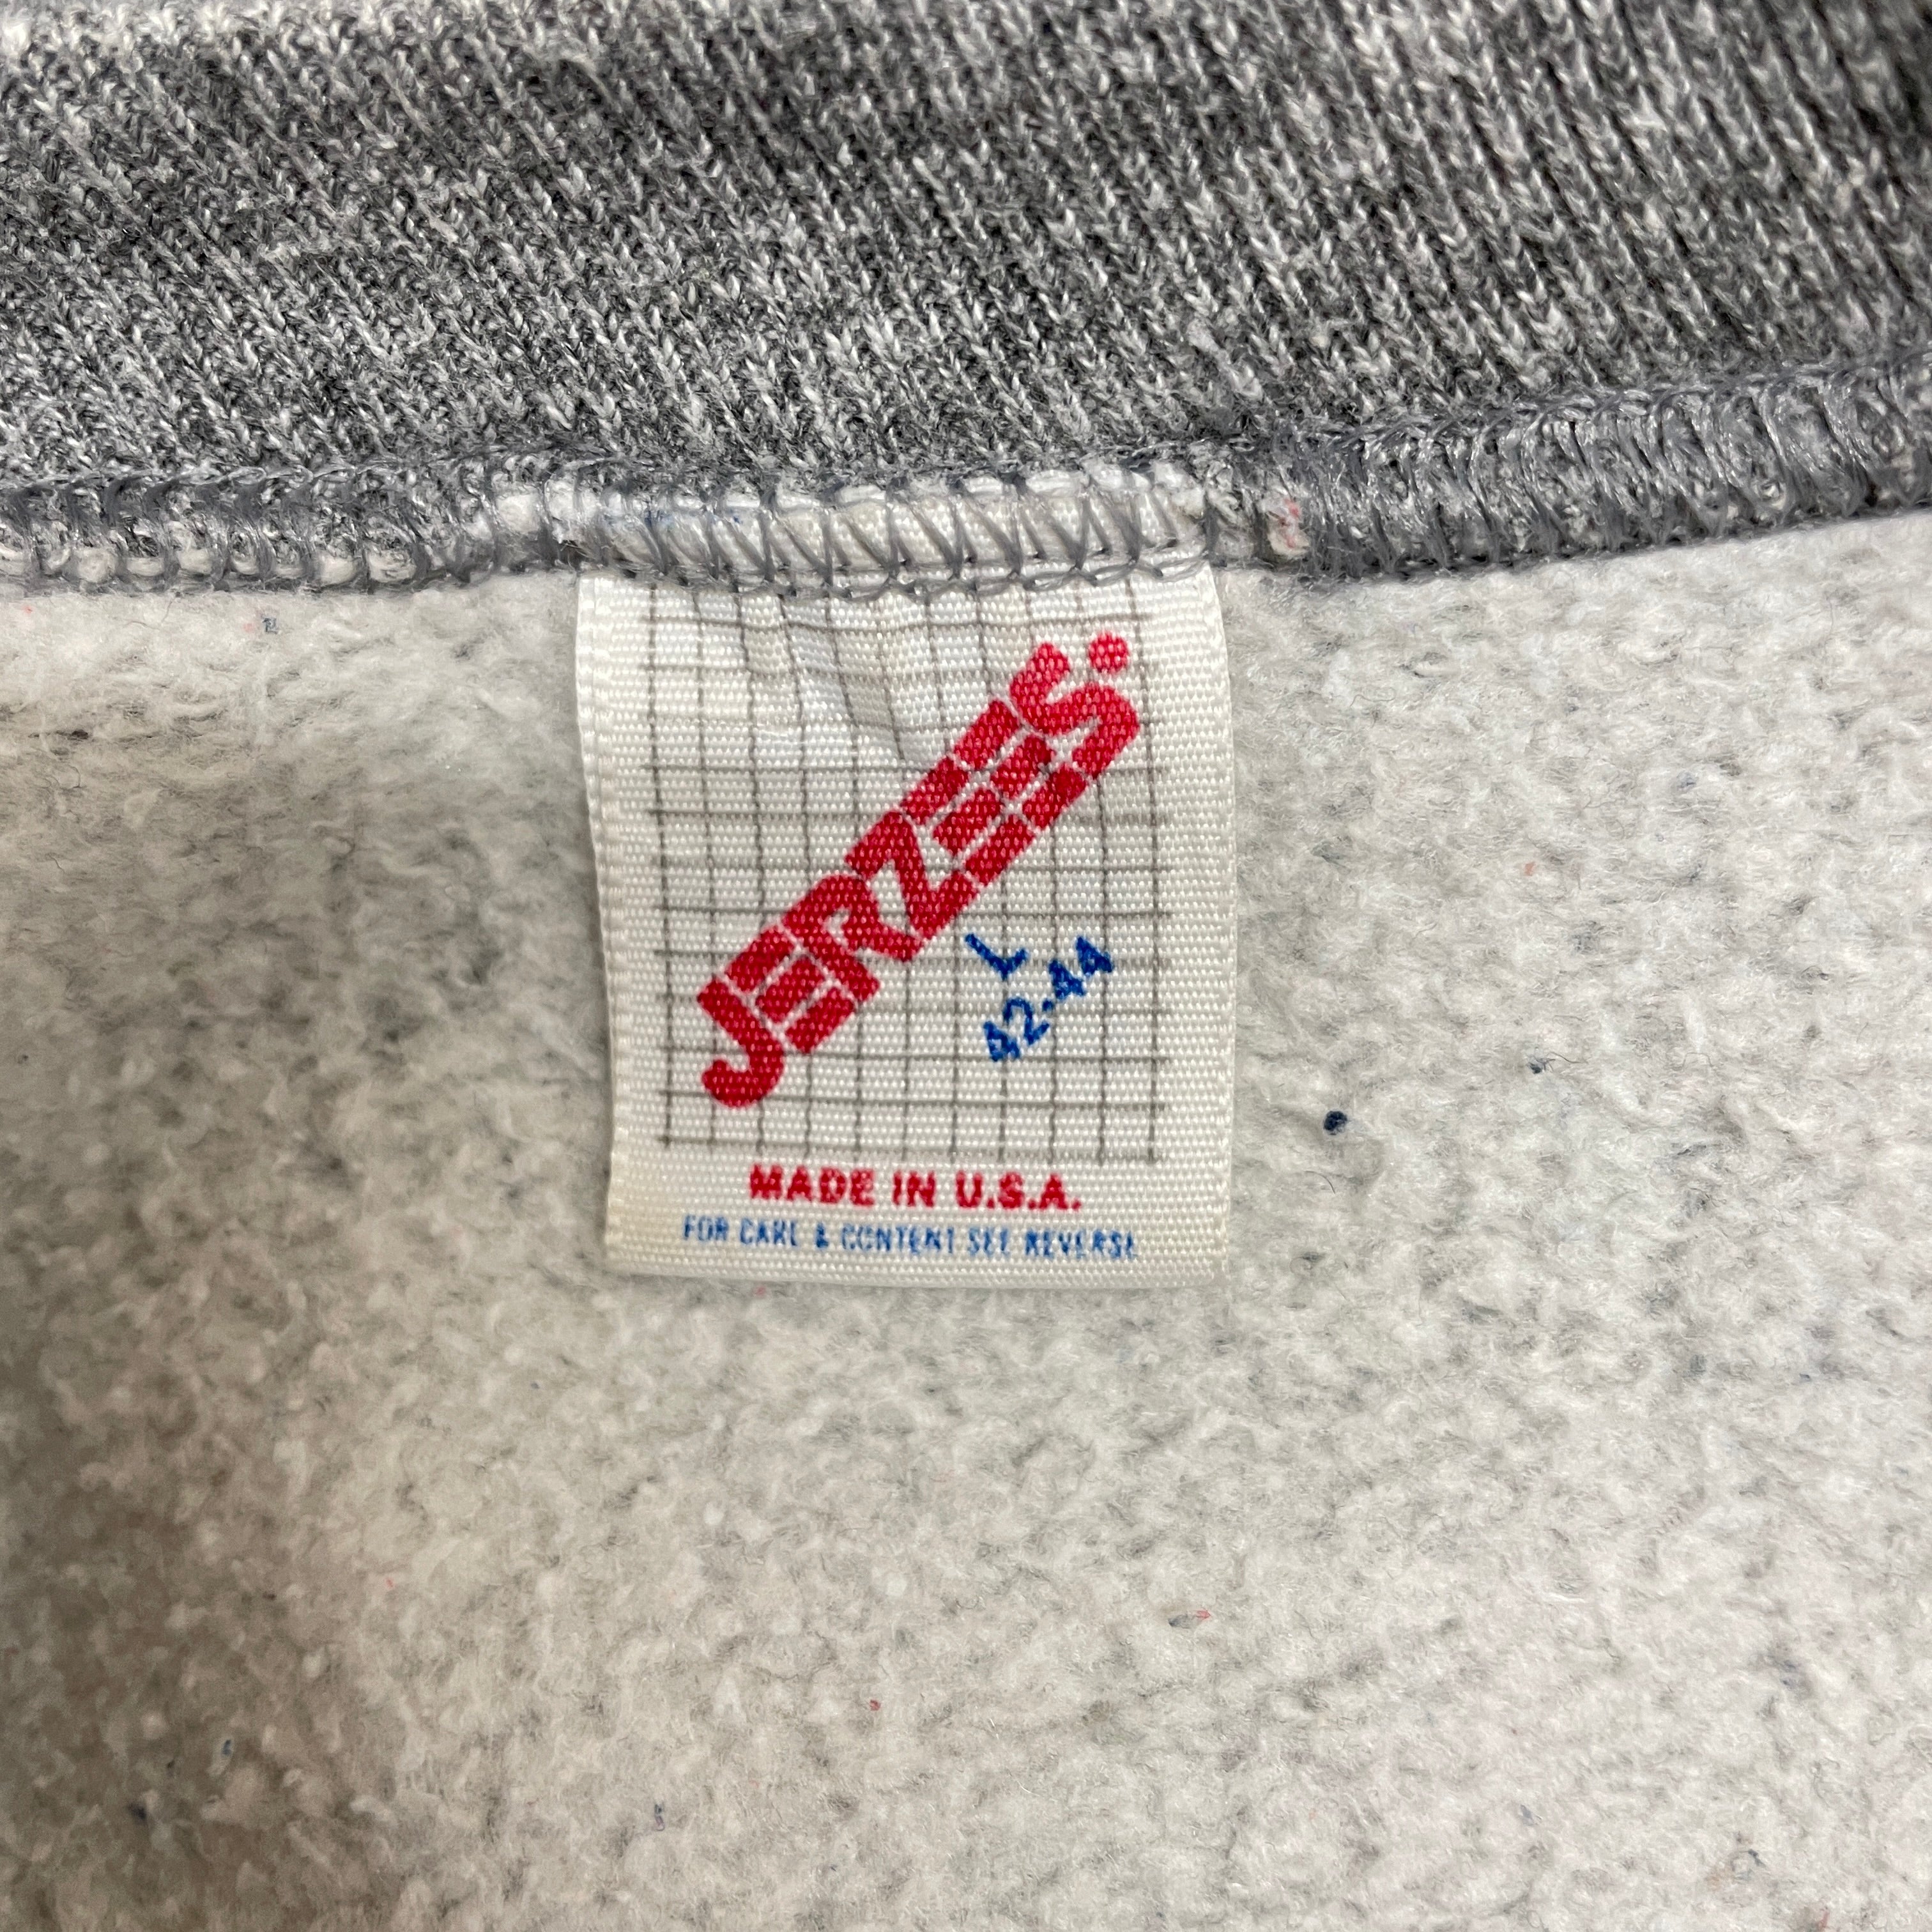 JERZEES.
L
42-44
MADE IN U.S.A.
FOR CARE & CONTENT SEE REVERSE